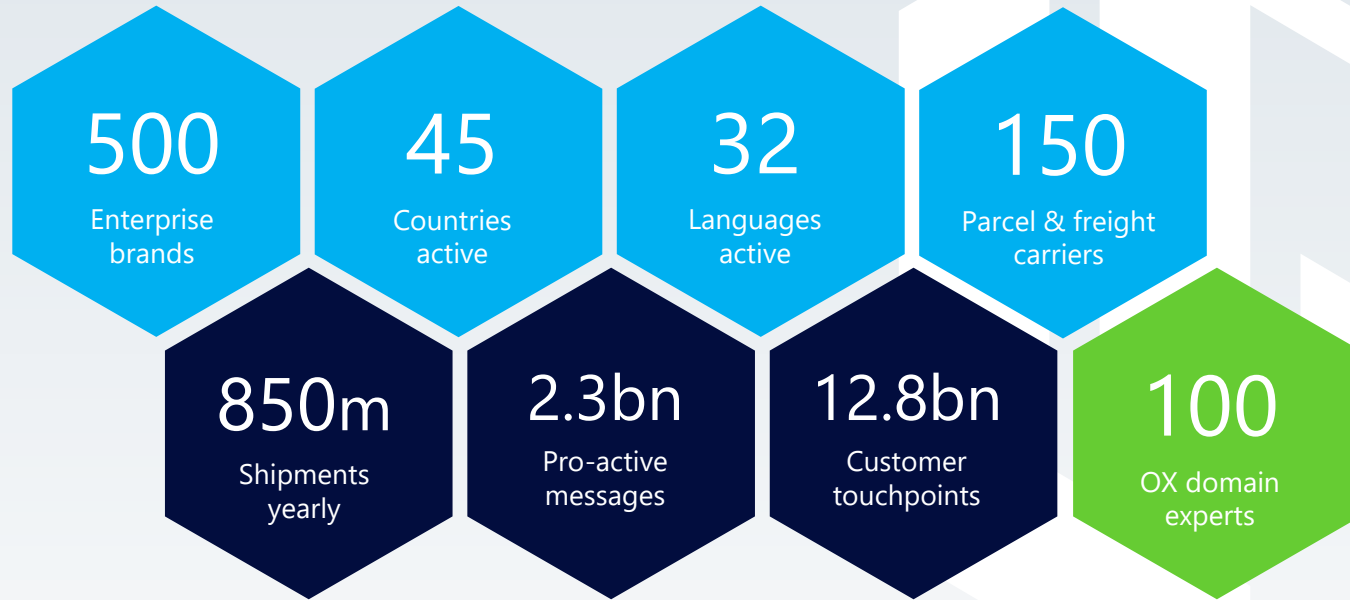 500
Enterprise
brands
45
Countries
active
32
Languages
active
150
Parcel & freight
carriers
850m
Shipments
yearly
2.3bn
Pro-active
messages
12.8bn
Customer
touchpoints
100
OX domain
experts